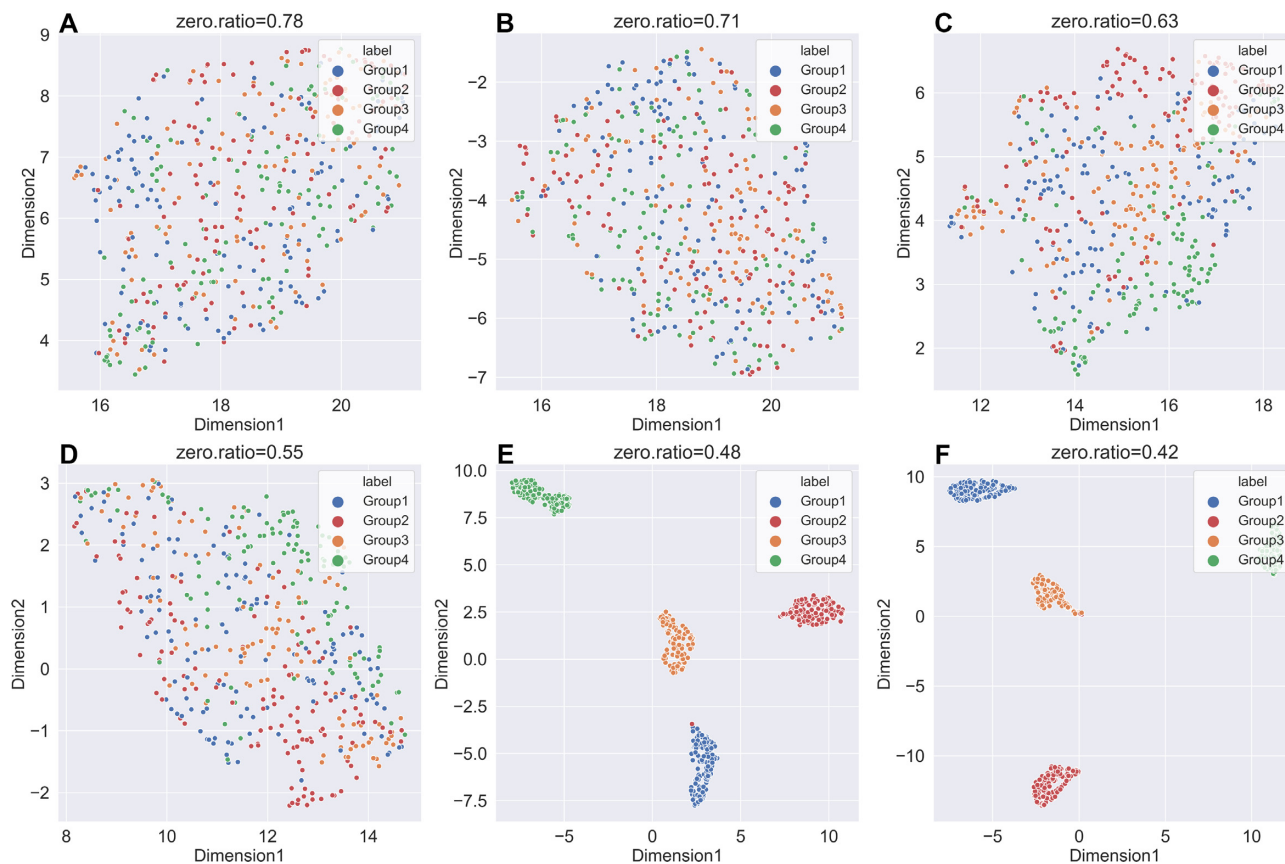 A
zero.ratio=0.78
9
8
7
6
5
4
Dimension2
16
18
20
Dimension1
label
Group1
Group2
Group3
Group4
B
zero.ratio=0.71
−2
−3
−4
−5
−6
−7
Dimension2
16
18
20
Dimension1
label
Group1
Group2
Group3
Group4
C
zero.ratio=0.63
6
5
4
3
2
Dimension2
12
14
16
18
Dimension1
label
Group1
Group2
Group3
Group4
D
zero.ratio=0.55
3
2
1
0
−1
−2
Dimension2
8
10
12
14
Dimension1
label
Group1
Group2
Group3
Group4
E
zero.ratio=0.48
10.0
7.5
5.0
2.5
0.0
−2.5
−5.0
−7.5
Dimension2
−5
0
5
10
Dimension1
label
Group1
Group2
Group3
Group4
F
zero.ratio=0.42
10
5
0
−5
−10
Dimension2
−5
0
5
10
Dimension1
label
Group1
Group2
Group3
Group4